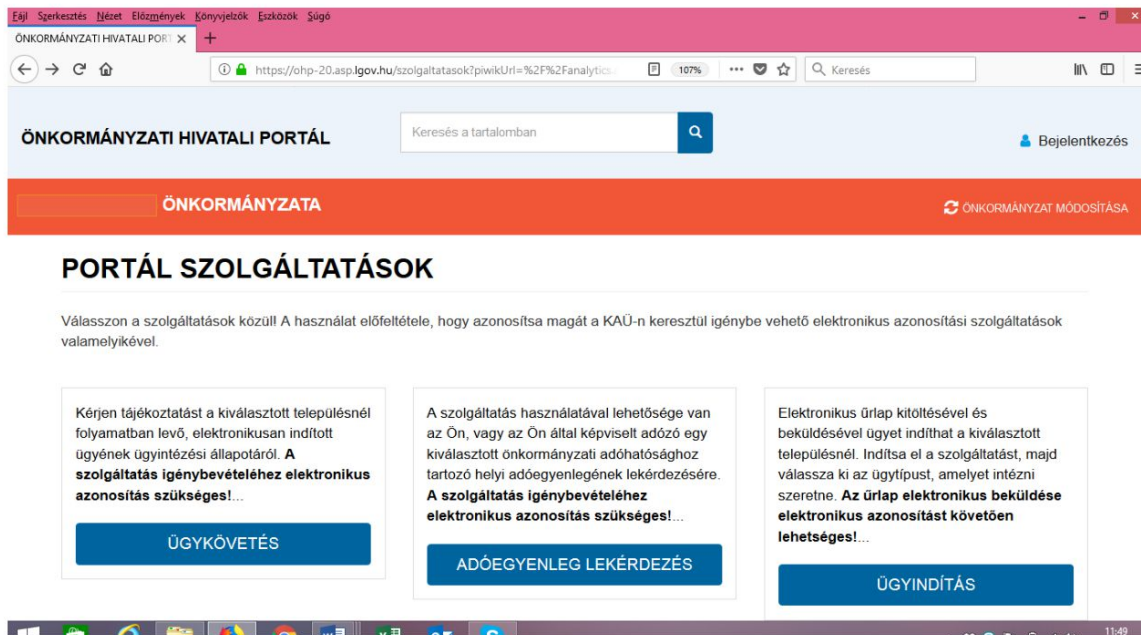 Fájl Szerkesztés Nézet Előzmények Könyvjelzők Eszközök Súgó
ÖNKORMÁNYZATI HIVATALI PORT
https://ohp-20.asp.lgov.hu/szolgaltatasok?piwikUrl=%2F%2Fanalytics. 107% Keresés
ÖNKORMÁNYZATI HIVATALI PORTÁL
Keresés a tartalomban
Bejelentkezés
ÖNKORMÁNYZATA
ÖNKORMÁNYZAT MÓDOSÍTÁSA
PORTÁL SZOLGÁLTATÁSOK
Válasszon a szolgáltatások közül! A használat előfeltétele, hogy azonosítsa magát a KAÜ-n keresztül igénybe vehető elektronikus azonosítási szolgáltatások
valamelyikével.
Kérjen tájékoztatást a kiválasztott településnél
folyamatban levő, elektronikusan indított
ügyének ügyintézési állapotáról. A
szolgáltatás igénybevételéhez elektronikus
azonosítás szükséges!...
ÜGYKÖVETÉS
A szolgáltatás használatával lehetősége van
az Ön, vagy az Ön által képviselt adózó egy
kiválasztott önkormányzati adóhatósághoz
tartozó helyi adóegyenlegének lekérdezésére.
A szolgáltatás igénybevételéhez
elektronikus azonosítás szükséges!...
ADÓEGYENLEG LEKÉRDEZÉS
Elektronikus űrlap kitöltésével és
beküldésével ügyet indíthat a kiválasztott
településnél. Indítsa el a szolgáltatást, majd
válassza ki az ügytípust, amelyet intézni
szeretne. Az űrlap elektronikus beküldése
elektronikus azonosítást követően
lehetséges!...
ÜGYINDÍTÁS
11:49